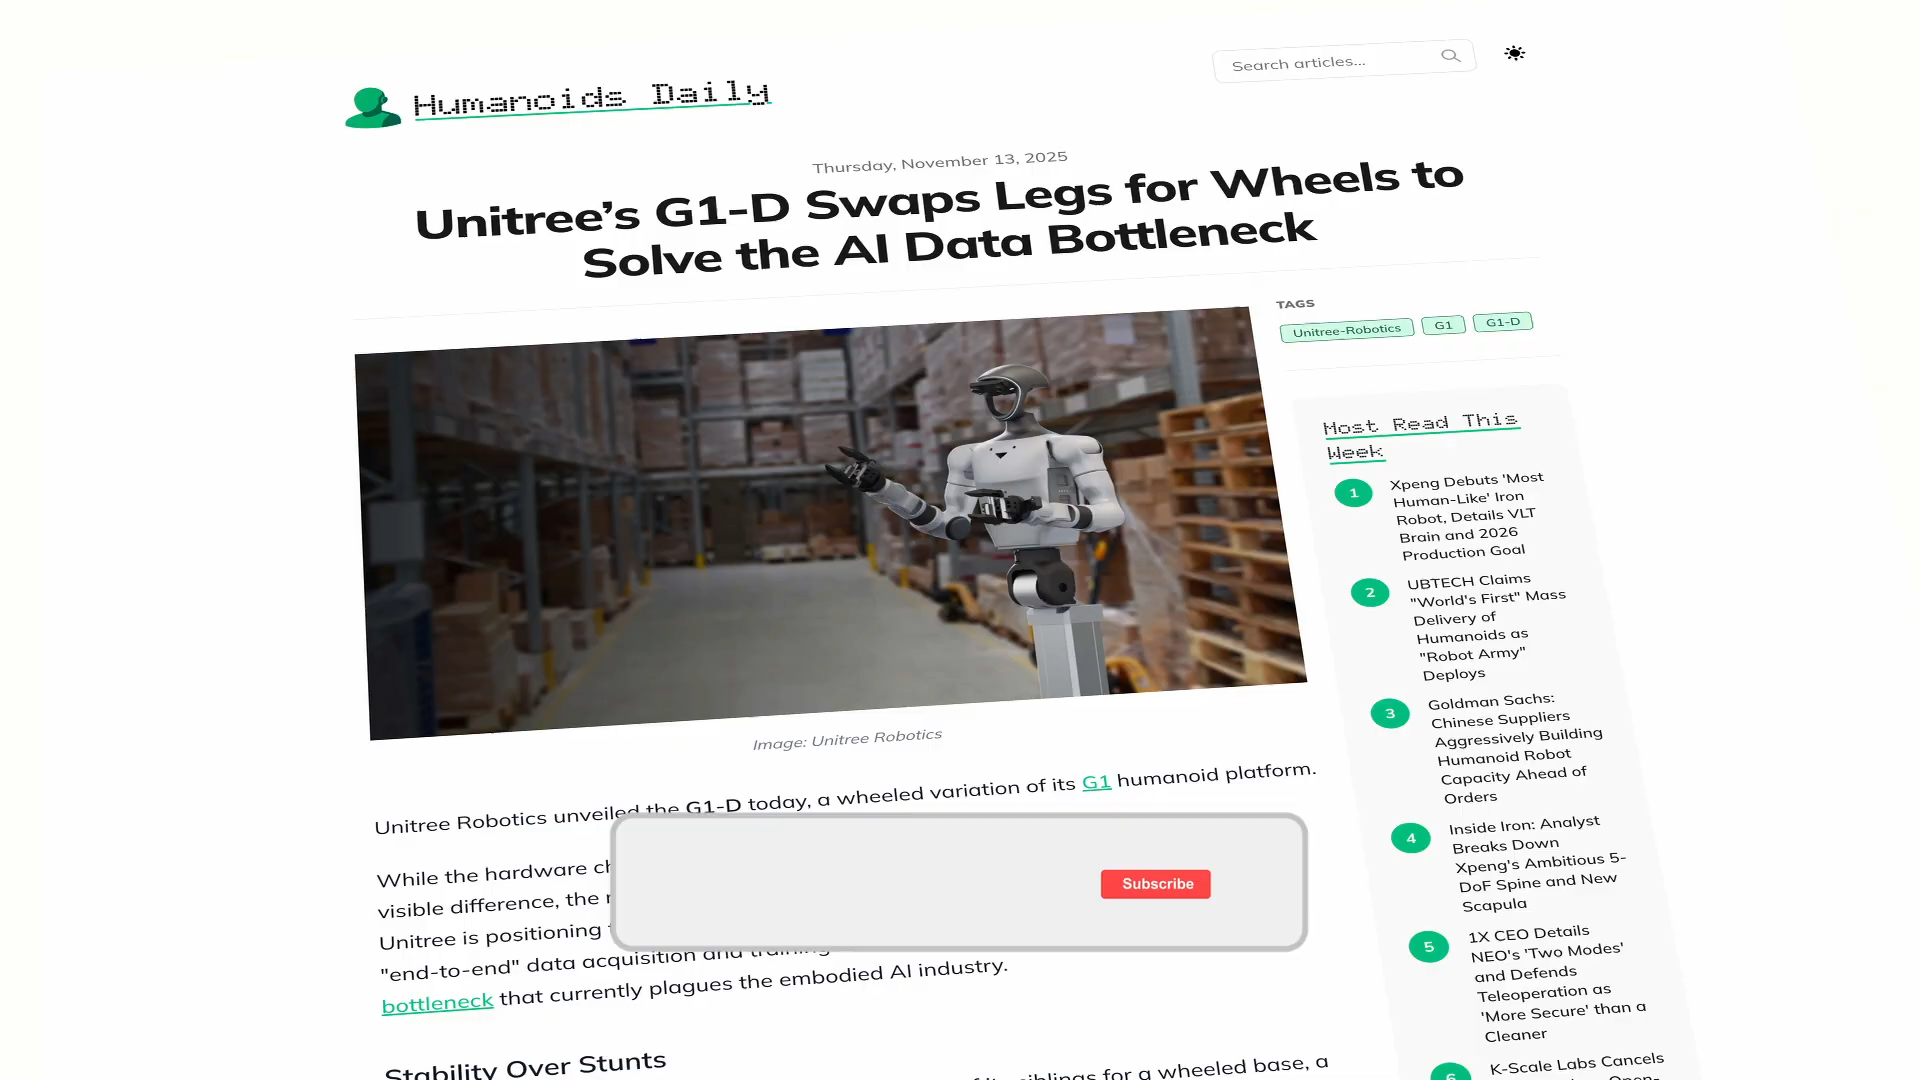 Humanoids Daily
Search articles...
Thursday, November 13, 2025
Unitree’s G1-D Swaps Legs for Wheels to
Solve the AI Data Bottleneck
TAGS
Unitree-Robotics G1 G1-D
Image: Unitree Robotics
Unitree Robotics unveiled the G1-D today, a wheeled variation of its G1 humanoid platform.
While the hardware
visible difference, the
Unitree is positioning
"end-to-end" data acquisition and training
bottleneck that currently plagues the embodied AI industry.
Stability Over Stunts
siblings for a wheeled base, a
Subscribe
Most Read This
Week
1
Xpeng Debuts 'Most
Human-Like' Iron
Robot, Details VLT
Brain and 2026
Production Goal
2
UBTECH Claims
"World's First" Mass
Delivery of
Humanoids as
"Robot Army"
Deploys
3
Goldman Sachs:
Chinese Suppliers
Aggressively Building
Humanoid Robot
Capacity Ahead of
Orders
4
Inside Iron: Analyst
Breaks Down
Xpeng's Ambitious 5-
DoF Spine and New
Scapula
5
1X CEO Details
NEO's 'Two Modes'
and Defends
Teleoperation as
'More Secure' than a
Cleaner
6
K-Scale Labs Cancels